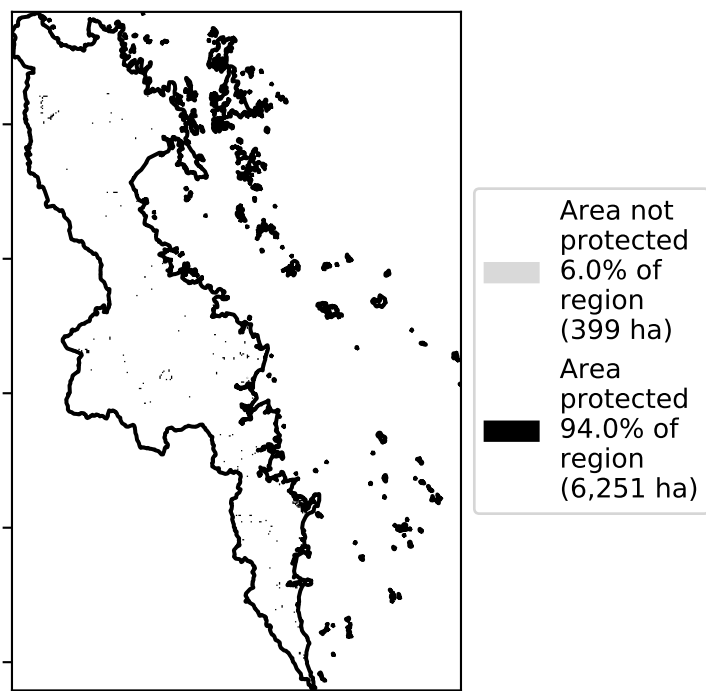 Area not
protected
6.0% of
region
(399 ha)
Area
protected
94.0% of
region
(6,251 ha)